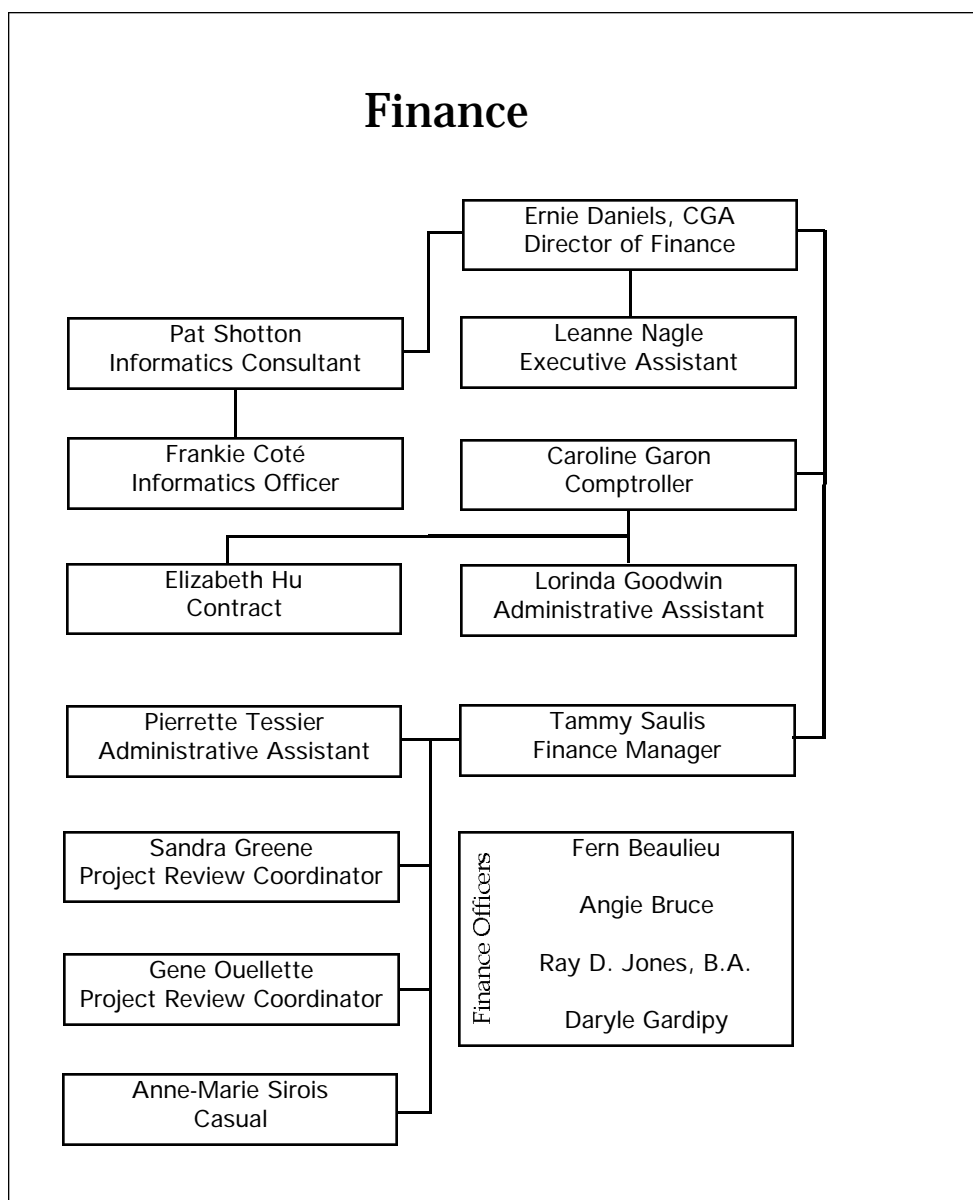 Finance
Ernie Daniels, CGA
Director of Finance
Pat Shotton
Informatics Consultant
Leanne Nagle
Executive Assistant
Frankie Coté
Informatics Officer
Caroline Garon
Comptroller
Elizabeth Hu
Contract
Lorinda Goodwin
Administrative Assistant
Pierrette Tessier
Administrative Assistant
Tammy Saulis
Finance Manager
Sandra Greene
Project Review Coordinator
Gene Ouellette
Project Review Coordinator
Anne-Marie Sirois
Casual
Finance Officers
Fern Beaulieu
Angie Bruce
Ray D. Jones, B.A.
Daryle Gardipy